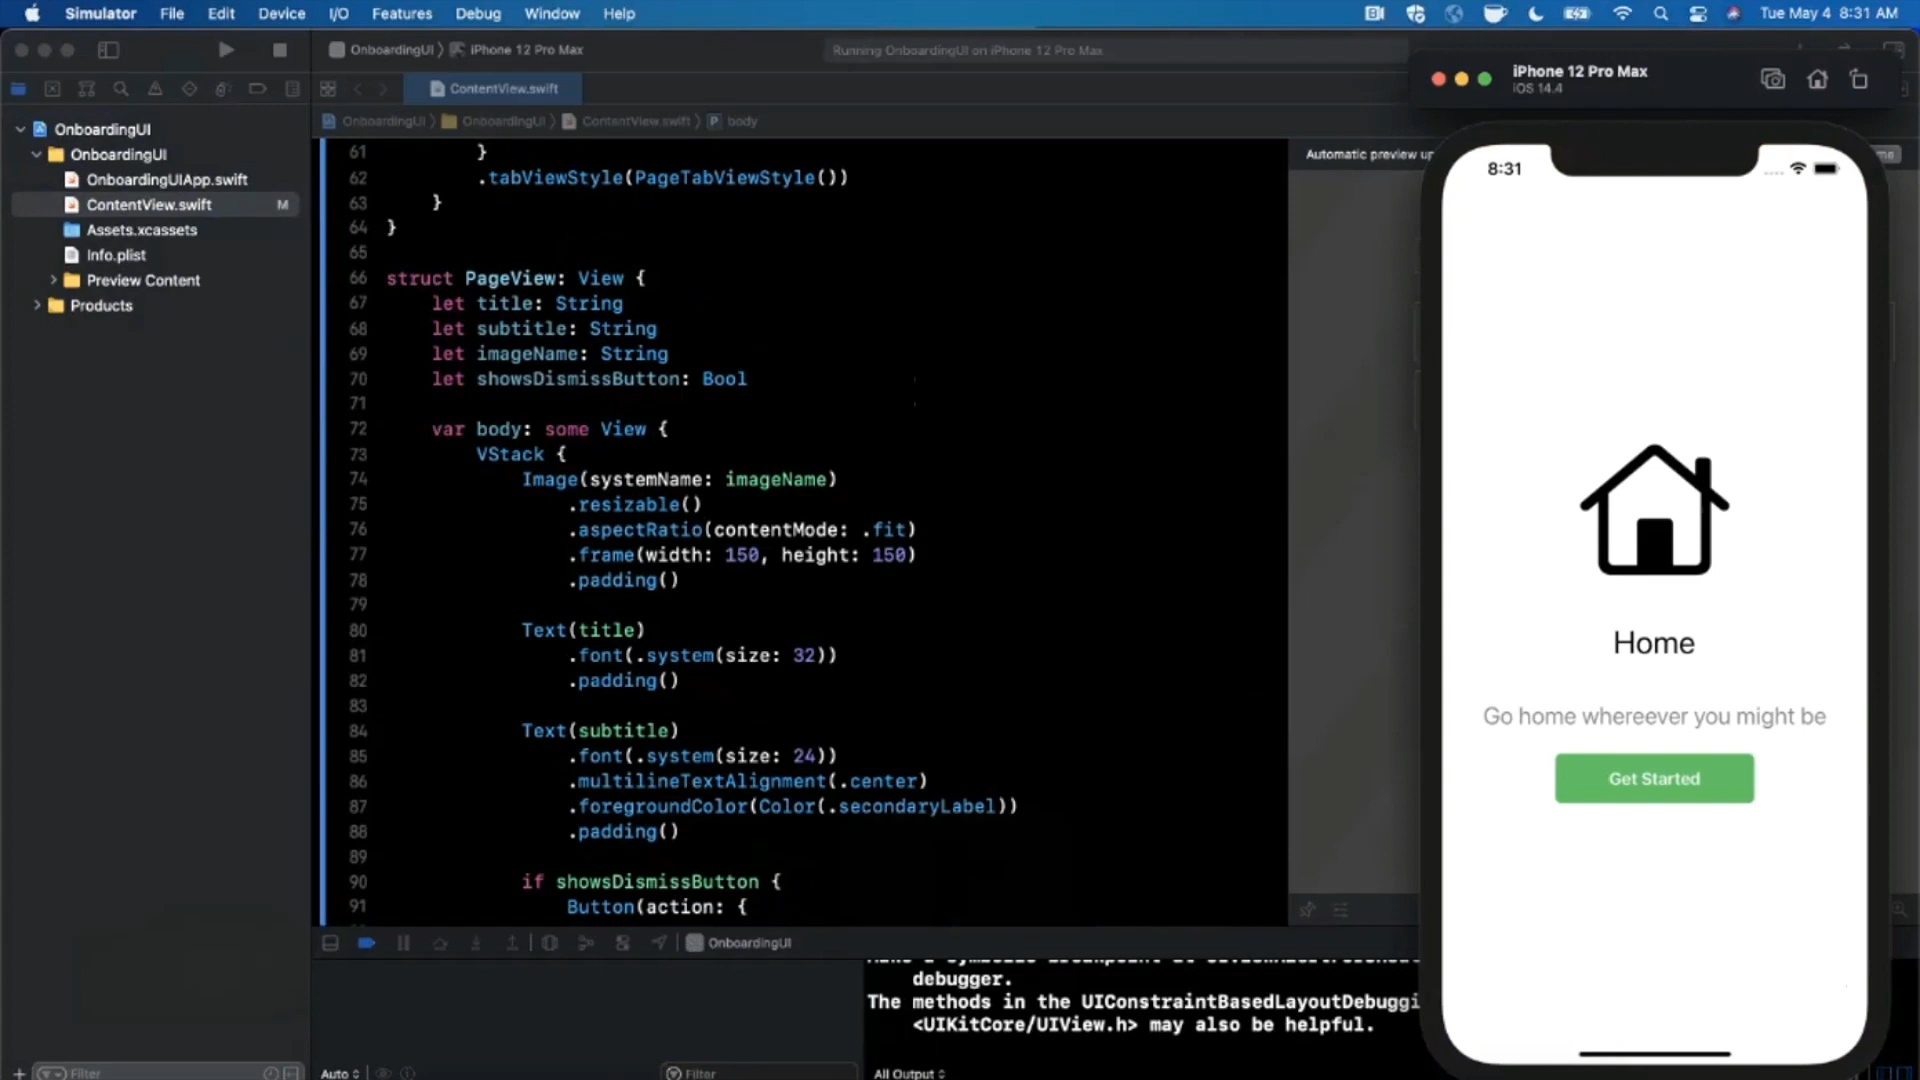 Simulator File Edit Device I/O Features Debug Window Help Tue May 4 8:31 AM
OnboardingUI iPhone 12 Pro Max Running OnboardingUI on iPhone 12 Pro Max
ContentView.swift
OnboardingUI OnboardingUI ContentView.swift P body
OnboardingUI
OnboardingUI
OnboardingUIApp.swift
ContentView.swift M
Assets.xcassets
Info.plist
Preview Content
Products
61 }
62 .tabViewStyle(PageTabViewStyle())
63 }
64 }
65
66 struct PageView: View {
67 let title: String
68 let subtitle: String
69 let imageName: String
70 let showsDismissButton: Bool
71
72 var body: some View {
73 VStack {
74 Image(systemName: imageName)
75 .resizable()
76 .aspectRatio(contentMode: .fit)
77 .frame(width: 150, height: 150)
78 .padding()
79
80 Text(title)
81 .font(.system(size: 32))
82 .padding()
83
84 Text(subtitle)
85 .font(.system(size: 24))
86 .multilineTextAlignment(.center)
87 .foregroundColor(Color(.secondaryLabel))
88 .padding()
89
90 if showsDismissButton {
91 Button(action: {
Automatic preview
iPhone 12 Pro Max
iOS 14.4
8:31
Home
Go home whereever you might be
Get Started
OnboardingUI
debugger.
The methods in the UIConstraintBasedLayoutDebuggi
<UIKitCore/UIView.h> may also be helpful.
Filter
Auto
Filter
All Output